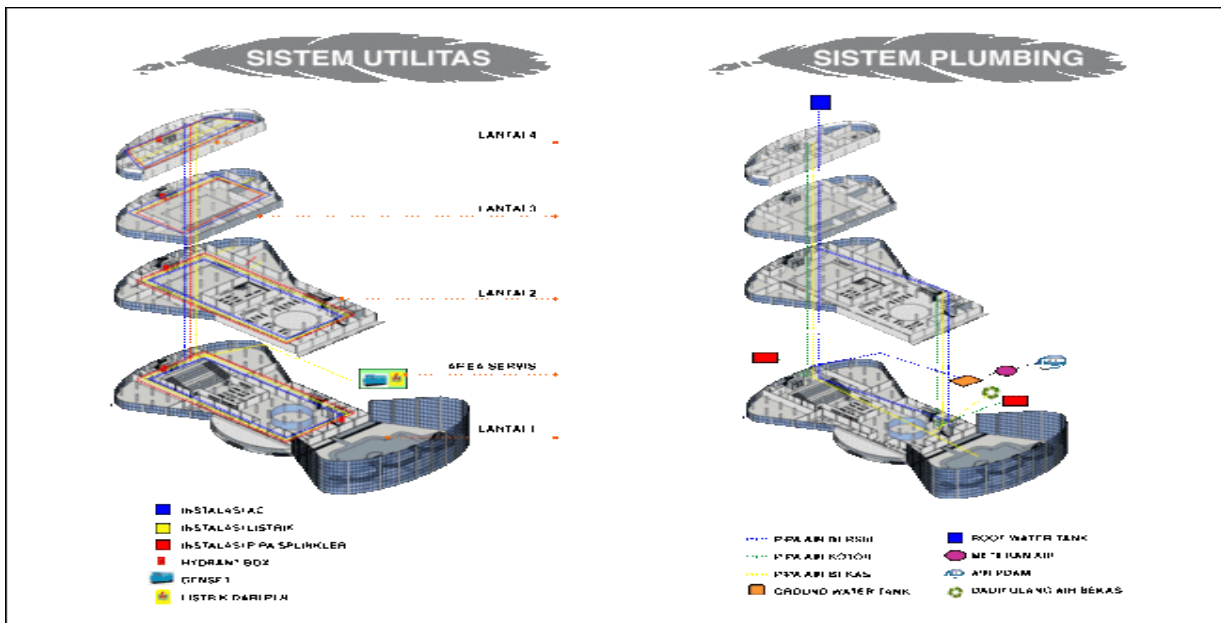 SISTEM UTILITAS
LANTAI 4
LANTAI 3
LANTAI 2
AREA SERVIS
LANTAI 1
INSTALASI AC
INSTALASI LISTRIK
INSTALASI PIPA SPLINKLER
HYDRANT BOX
GENSET
LISTRIK DARI PLN
SISTEM PLUMBING
PIPA AIR BERSIH
PIPA AIR KOTOR
PIPA AIR BEKAS
GROUND WATER TANK
ROOF WATER TANK
METERAN AIR
AIR PDAM
DAUR ULANG AIR BEKAS